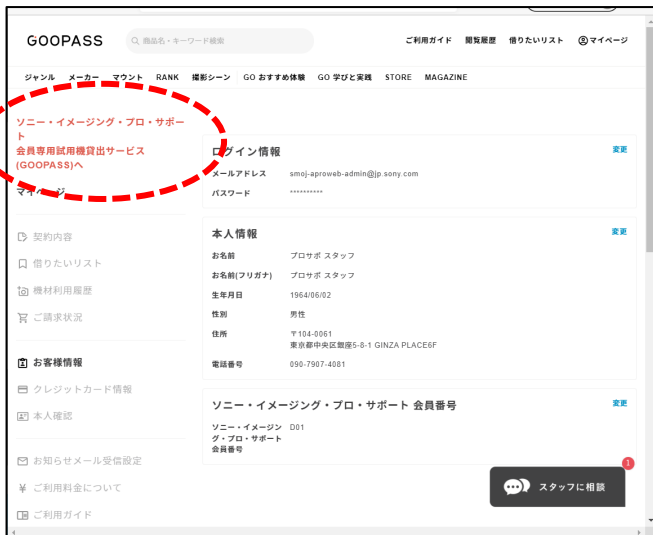 GOOPASS
商品名・キーワード検索
ご利用ガイド 閲覧履歴 借りたいリスト マイページ
ジャンル メーカー マウント RANK 撮影シーン GO おすすめ体験 GO 学びと実践 STORE MAGAZINE
ソニー・イメージング・プロ・サポー
ト
会員専用試用機貸出サービス
(GOOPASS)へ
マイページ
契約内容
借りたいリスト
機材利用履歴
ご請求状況
お客様情報
クレジットカード情報
本人確認
お知らせメール受信設定
¥ ご利用料金について
ご利用ガイド
ログイン情報 変更
メールアドレス smoj-aproweb-admin@jp.sony.com
パスワード **********
本人情報 変更
お名前 プロサポ スタッフ
お名前(フリガナ) プロサポ スタッフ
生年月日 1964/06/02
性別 男性
住所 〒104-0061
東京都中央区銀座5-8-1 GINZA PLACE6F
電話番号 090-7907-4081
ソニー・イメージング・プロ・サポート 会員番号 変更
ソニー・イメージン D01
グ・プロ・サポート
会員番号
1
スタッフに相談